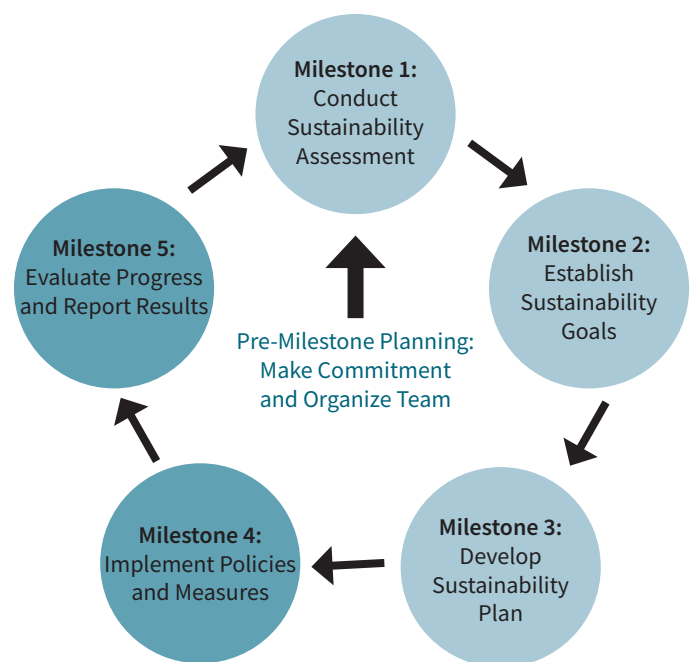 Milestone 1:
Conduct
Sustainability
Assessment
Milestone 2:
Establish
Sustainability
Goals
Milestone 3:
Develop
Sustainability
Plan
Milestone 4:
Implement Policies
and Measures
Milestone 5:
Evaluate Progress
and Report Results
Pre-Milestone Planning:
Make Commitment
and Organize Team